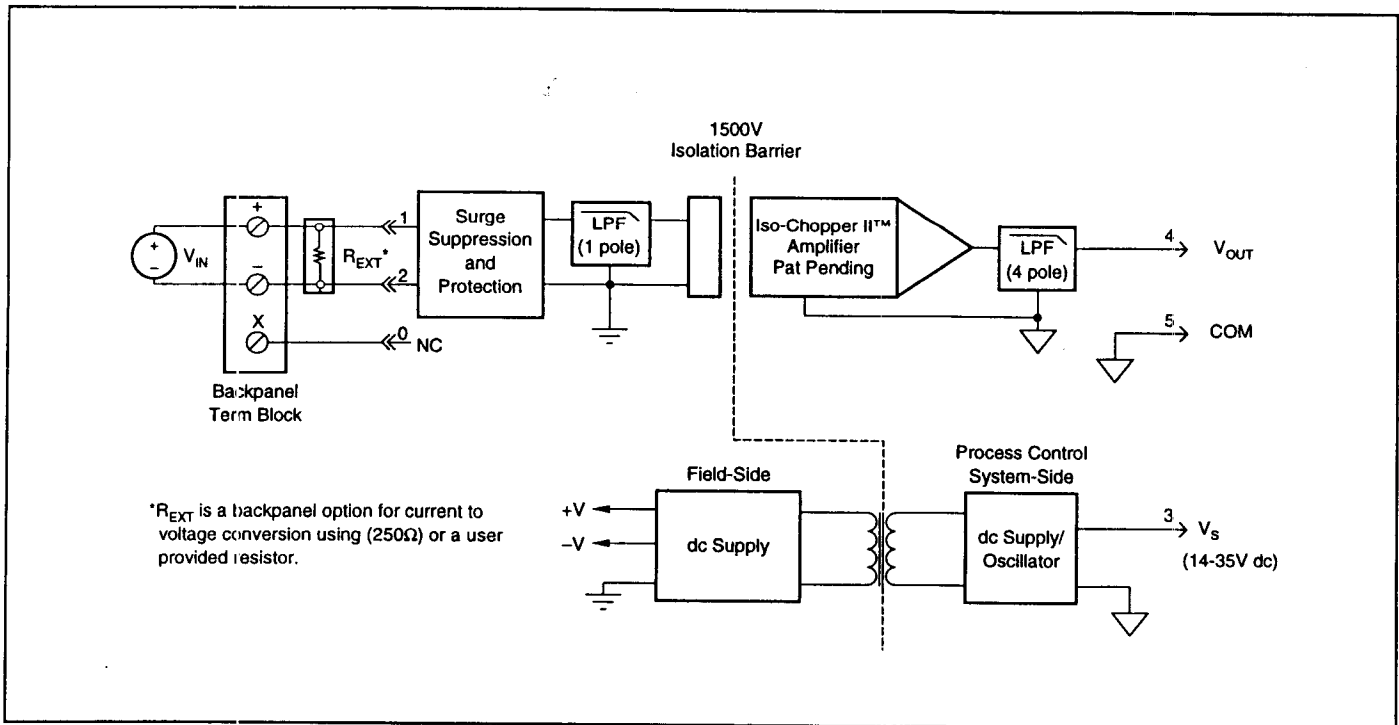 1500V
Isolation Barrier
+
−
X
+
−
V_IN
R_EXT*
1
2
0
NC
Surge
Suppression
and
Protection
LPF
(1 pole)
Iso-Chopper II™
Amplifier
Pat Pending
LPF
(4 pole)
4
V_OUT
5
COM
Backpanel
Term Block
*R_EXT is a backpanel option for current to
voltage conversion using (250Ω) or a user
provided resistor.
Field-Side
+V
−V
dc Supply
Process Control
System-Side
dc Supply/
Oscillator
3
V_S
(14-35V dc)